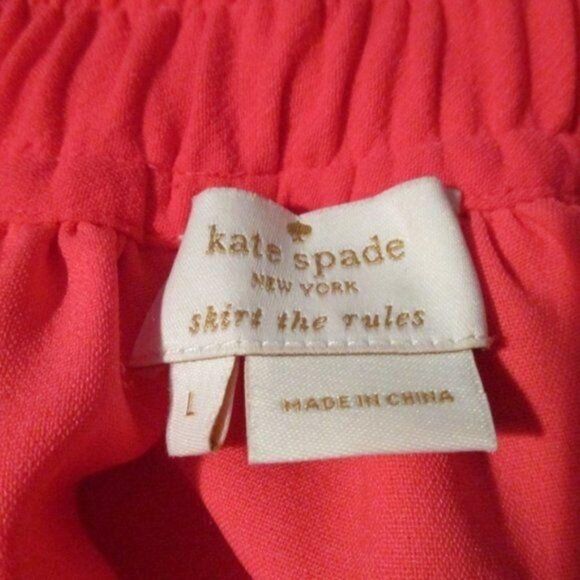 kate spade
NEW YORK
skirt the rules
L
MADE IN CHINA